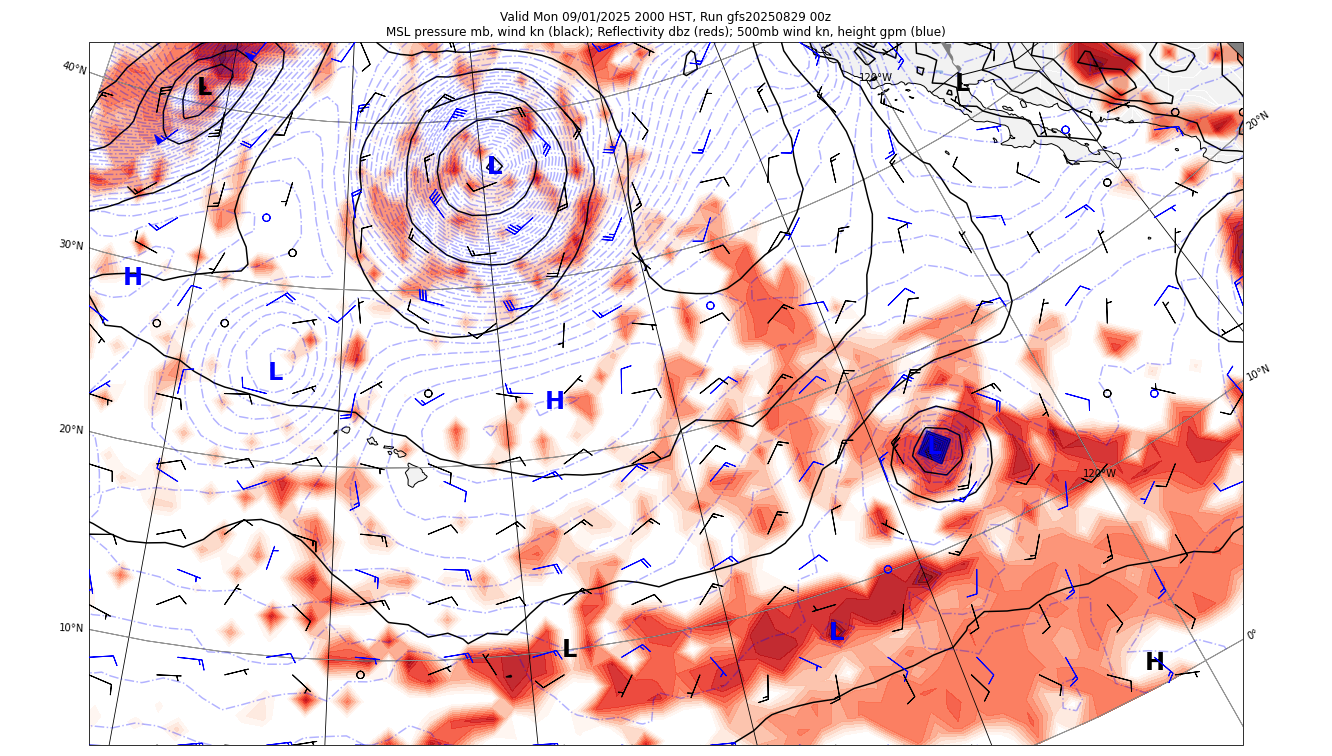 Valid Mon 09/01/2025 2000 HST, Run gfs20250829 00z
MSL pressure mb, wind kn (black); Reflectivity dbz (reds); 500mb wind kn, height gpm (blue)
40°N
120°W
L
L
20°N
L
30°N
H
L
10°N
H
20°N
L
120°W
10°N
L
0°
L
H